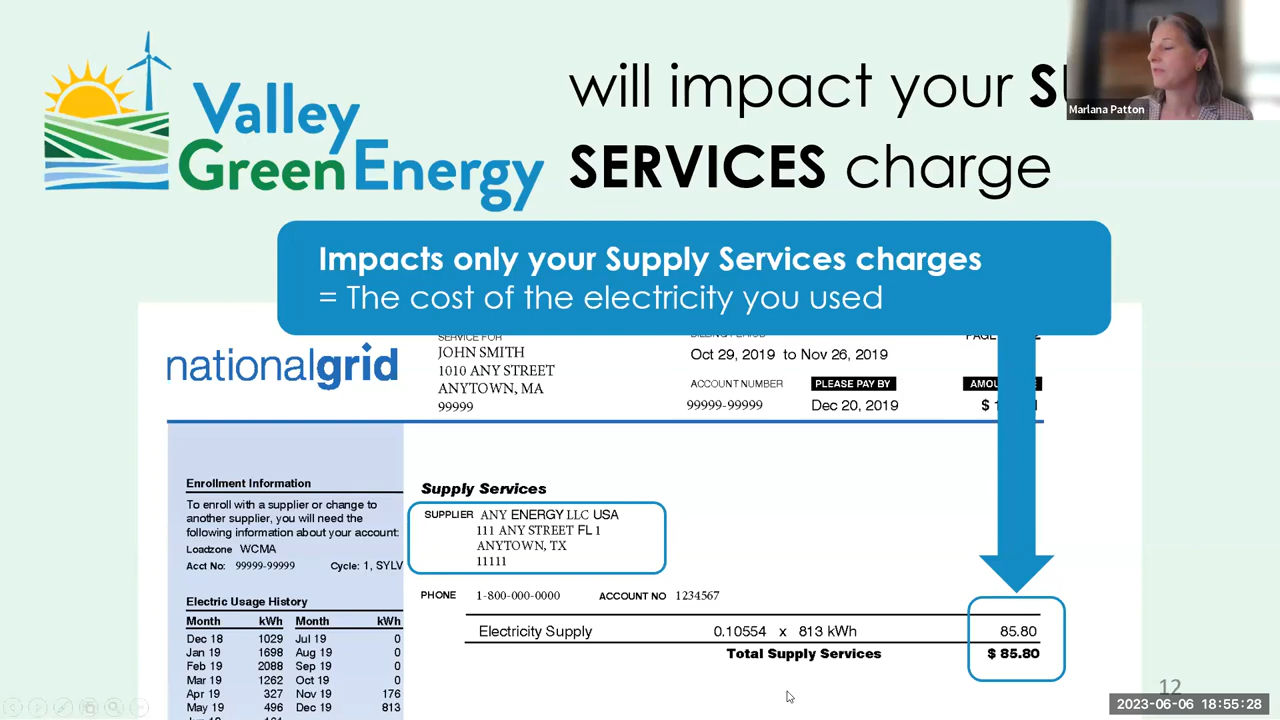 Valley
Green Energy
will impact your
SERVICES charge
Marlana Patton
Impacts only your Supply Services charges
= The cost of the electricity you used
nationalgrid
SERVICE FOR
JOHN SMITH
1010 ANY STREET
ANYTOWN, MA
99999
BILLING PERIOD
Oct 29, 2019 to Nov 26, 2019
ACCOUNT NUMBER
99999-99999
PLEASE PAY BY
Dec 20, 2019
$
Enrollment Information
To enroll with a supplier or change to
another supplier, you will need the
following information about your account:
Loadzone WCMA
Acct No: 99999-99999 Cycle: 1, SYLV
Electric Usage History
Month kWh Month kWh
Dec 18 1029 Jul 19 0
Jan 19 1698 Aug 19 0
Feb 19 2088 Sep 19 0
Mar 19 1262 Oct 19 0
Apr 19 327 Nov 19 176
May 19 496 Dec 19 813
Supply Services
SUPPLIER ANY ENERGY LLC USA
111 ANY STREET FL 1
ANYTOWN, TX
11111
PHONE 1-800-000-0000 ACCOUNT NO 1234567
Electricity Supply 0.10554 x 813 kWh 85.80
Total Supply Services $ 85.80
12
2023-06-06 18:55:28